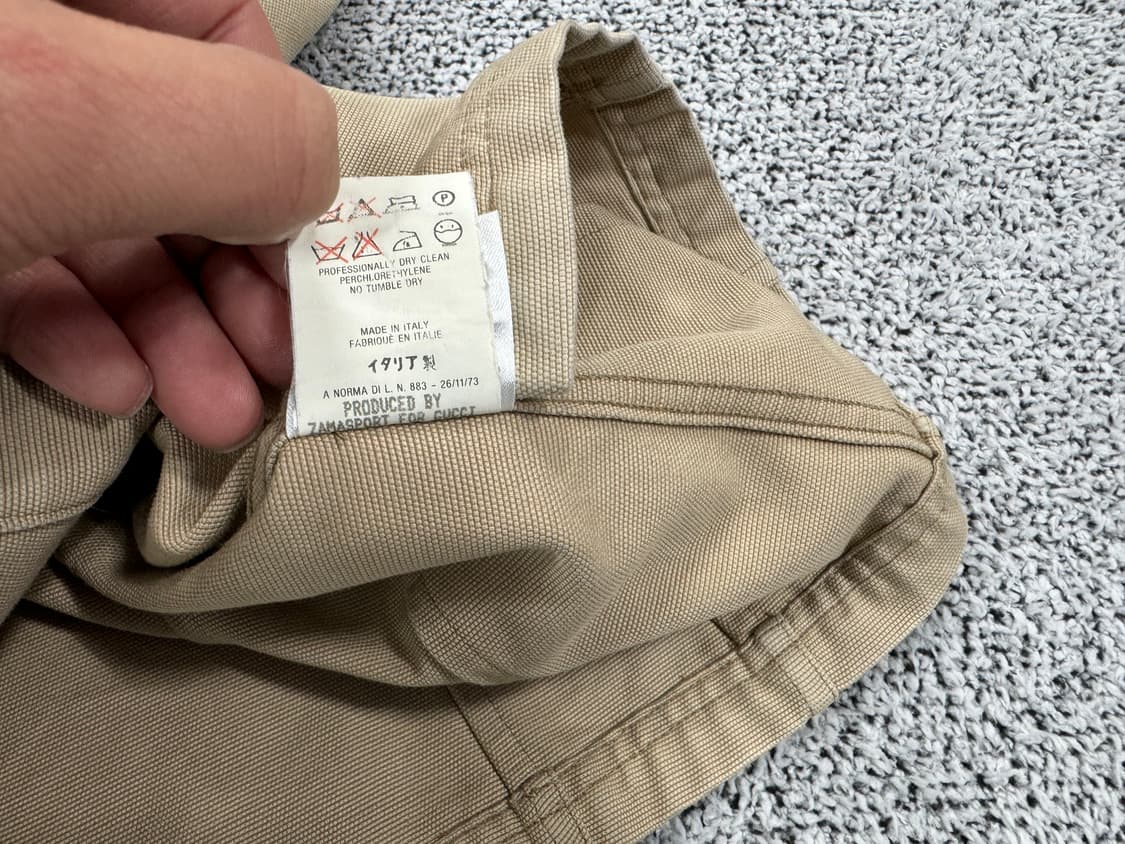 P
PROFESSIONALLY DRY CLEAN
PERCHLORETHYLENE
NO TUMBLE DRY
MADE IN ITALY
FABRIQUÉ EN ITALIE
イタリア製
A NORMA DI L. N. 883 - 26/11/73
PRODUCED BY
ZAMASPORT FOR GUCCI